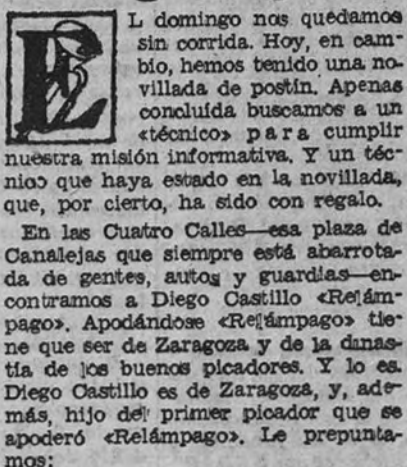 EL domingo nos quedamos
sin corrida. Hoy, en cam-
bio, hemos tenido una no-
villada de postín. Apenas
concluída buscamos a un
«técnico» para cumplir
nuestra misión informativa. Y un téc-
nico que haya estado en la novillada,
que, por cierto, ha sido con regalo.
En las Cuatro Calles—esa plaza de
Canalejas que siempre está abarrota-
da de gentes, autos y guardias—en-
contramos a Diego Castillo «Relám-
pago». Apodándose «Relámpago» tie-
ne que ser de Zaragoza y de la dinas-
tía de los buenos picadores. Y lo es.
Diego Castillo es de Zaragoza, y, ade-
más, hijo del primer picador que se
apoderó «Relámpago». Le prepunta-
mos: